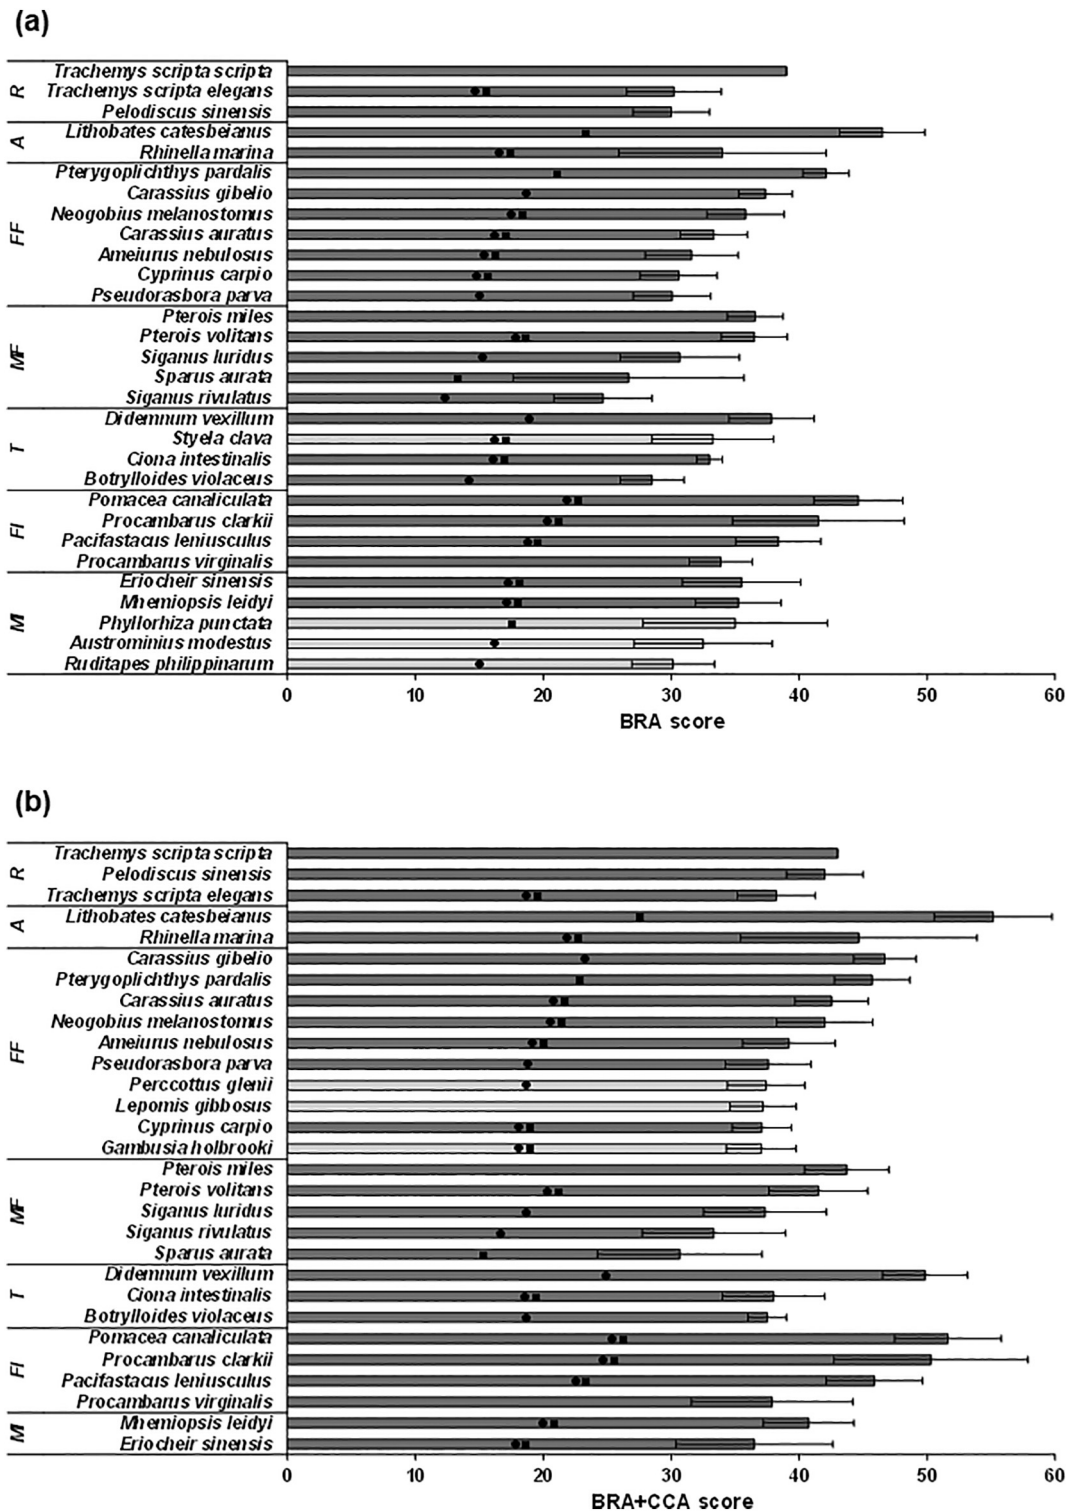 (a)
R
Trachemys scripta scripta
Trachemys scripta elegans
Pelodiscus sinensis
A
Lithobates catesbeianus
Rhinella marina
FF
Pterygoplichthys pardalis
Carassius gibelio
Neogobius melanostomus
Carassius auratus
Ameiurus nebulosus
Cyprinus carpio
Pseudorasbora parva
MF
Pterois miles
Pterois volitans
Siganus luridus
Sparus aurata
Siganus rivulatus
T
Didemnum vexillum
Styela clava
Ciona intestinalis
Botrylloides violaceus
FI
Pomacea canaliculata
Procambarus clarkii
Pacifastacus leniusculus
Procambarus virginalis
MI
Eriocheir sinensis
Mnemiopsis leidyi
Phyllorhiza punctata
Austrominius modestus
Ruditapes philippinarum
0 10 20 30 40 50 60
BRA score
(b)
R
Trachemys scripta scripta
Pelodiscus sinensis
Trachemys scripta elegans
A
Lithobates catesbeianus
Rhinella marina
FF
Carassius gibelio
Pterygoplichthys pardalis
Carassius auratus
Neogobius melanostomus
Ameiurus nebulosus
Pseudorasbora parva
Perccottus glenii
Lepomis gibbosus
Cyprinus carpio
Gambusia holbrooki
MF
Pterois miles
Pterois volitans
Siganus luridus
Siganus rivulatus
Sparus aurata
T
Didemnum vexillum
Ciona intestinalis
Botrylloides violaceus
FI
Pomacea canaliculata
Procambarus clarkii
Pacifastacus leniusculus
Procambarus virginalis
MI
Mnemiopsis leidyi
Eriocheir sinensis
0 10 20 30 40 50 60
BRA+CCA score